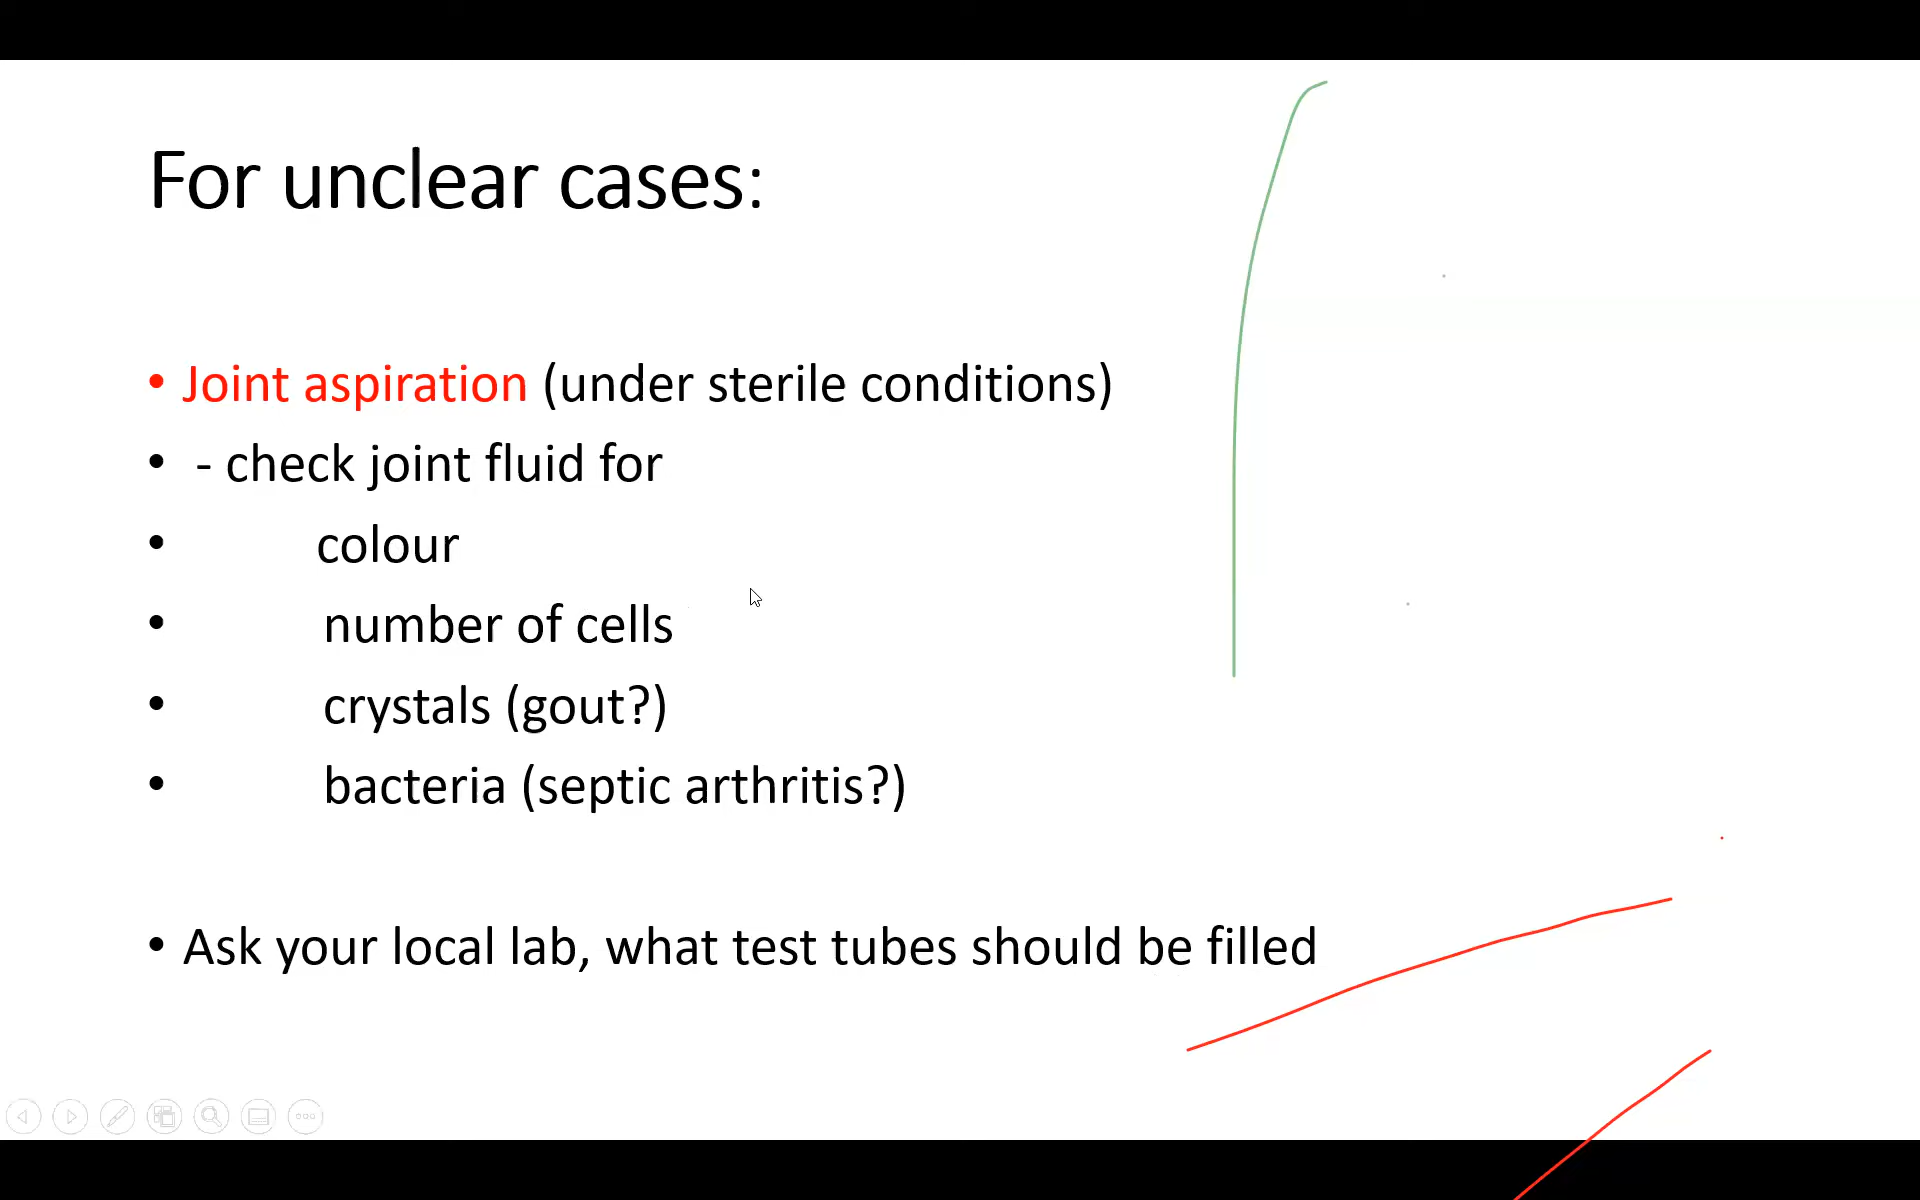 For unclear cases:
• Joint aspiration (under sterile conditions)
• - check joint fluid for
• colour
• number of cells
• crystals (gout?)
• bacteria (septic arthritis?)
• Ask your local lab, what test tubes should be filled